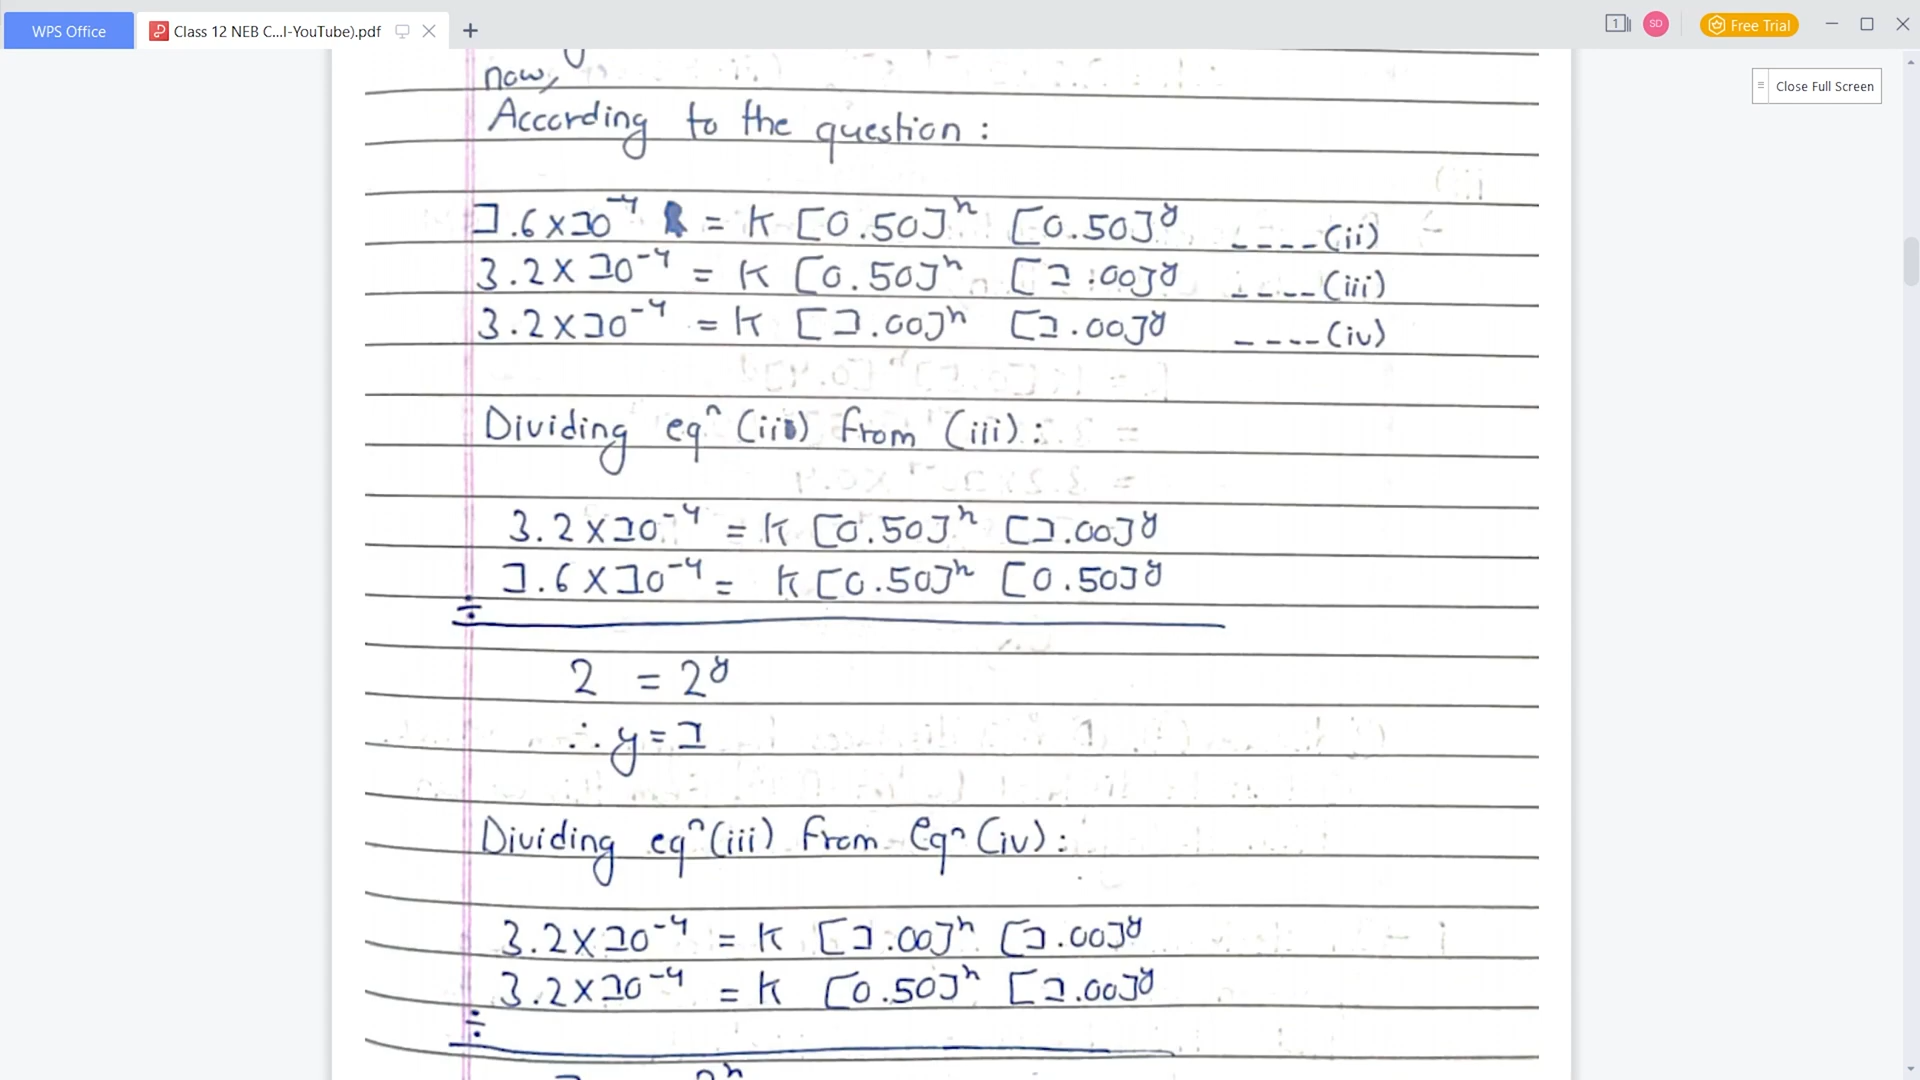 WPS Office
Class 12 NEB C...I-YouTube).pdf
1
SD
Free Trial
Close Full Screen
now,
According to the question :
1.6 x 10⁻⁴ = K [0.50]ˣ [0.50]ʸ ----(ii)
3.2 x 10⁻⁴ = K [0.50]ˣ [1.00]ʸ ----(iii)
3.2 x 10⁻⁴ = K [1.00]ˣ [1.00]ʸ ----(iv)
Dividing eqⁿ (ii) from (iii) :
3.2 x 10⁻⁴ = K [0.50]ˣ [1.00]ʸ
1.6 x 10⁻⁴ = K [0.50]ˣ [0.50]ʸ
÷
2 = 2ʸ
∴ y = 1
Dividing eqⁿ (iii) from eqⁿ (iv) :
3.2 x 10⁻⁴ = K [1.00]ˣ [1.00]ʸ
3.2 x 10⁻⁴ = K [0.50]ˣ [1.00]ʸ
÷